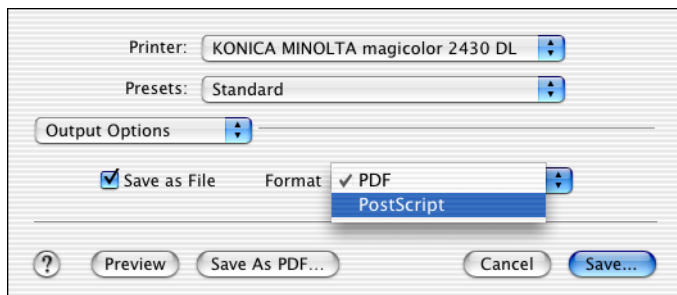 Printer: KONICA MINOLTA magicolor 2430 DL
Presets: Standard
Output Options
Save as File Format ✓ PDF
PostScript
? Preview Save As PDF... Cancel Save...